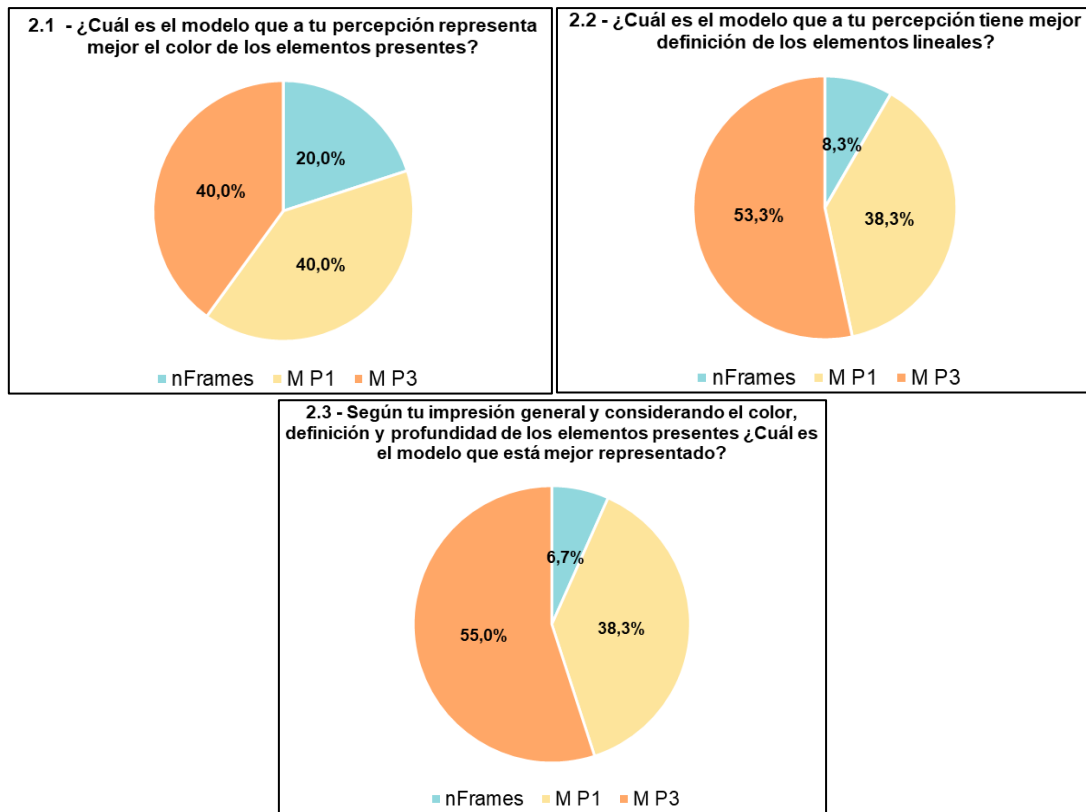 2.1 - ¿Cuál es el modelo que a tu percepción representa
mejor el color de los elementos presentes?
20,0%
40,0%
40,0%
nFrames M P1 M P3
2.2 - ¿Cuál es el modelo que a tu percepción tiene mejor
definición de los elementos lineales?
8,3%
53,3%
38,3%
nFrames M P1 M P3
2.3 - Según tu impresión general y considerando el color,
definición y profundidad de los elementos presentes ¿Cuál es
el modelo que está mejor representado?
6,7%
55,0%
38,3%
nFrames M P1 M P3